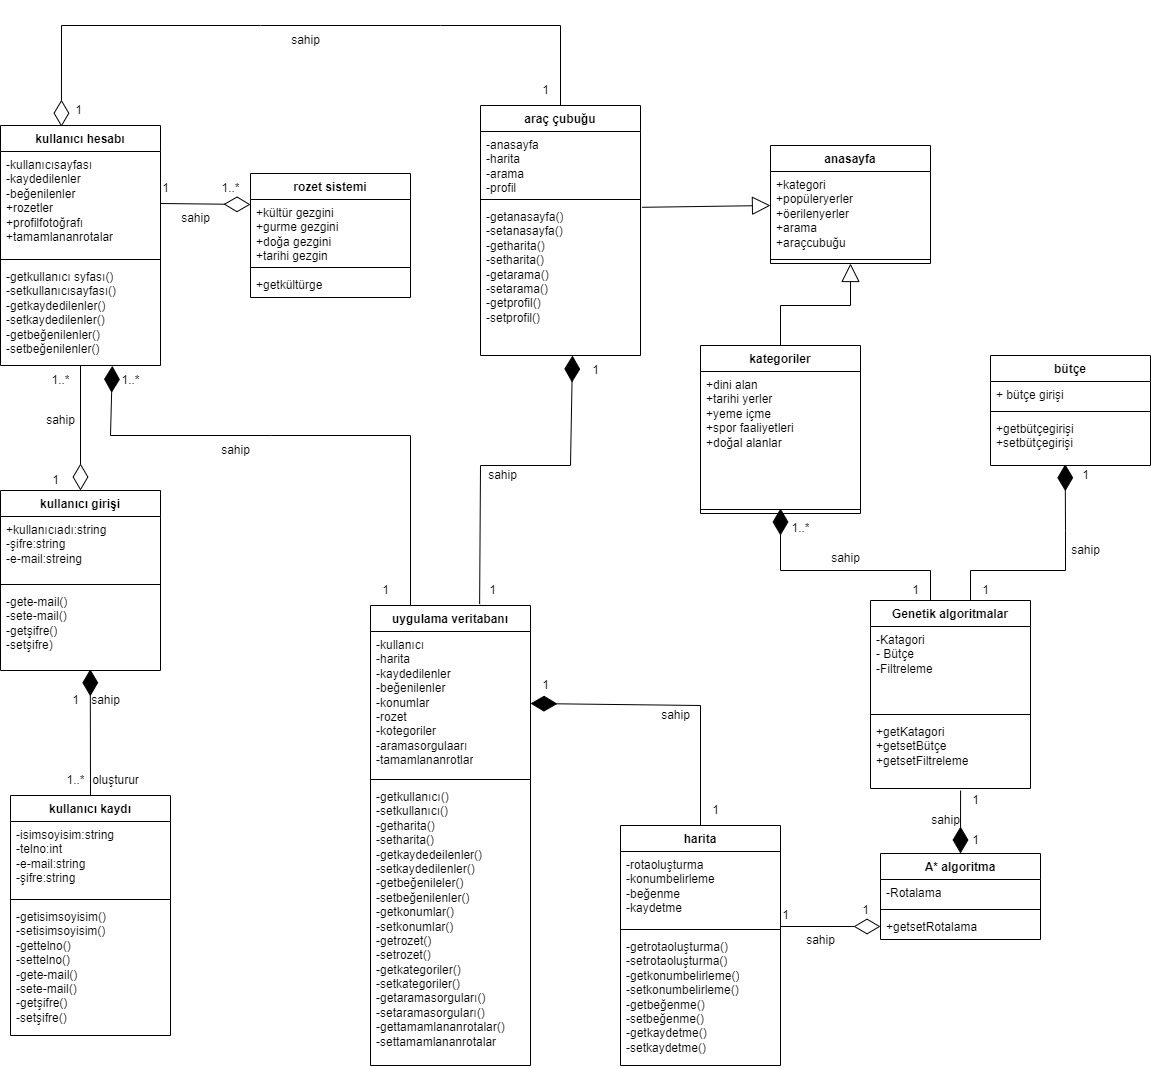 sahip
1
1
kullanıcı hesabı
-kullanıcısayfası
-kaydedilenler
-beğenilenler
+rozetler
+profilfotoğrafı
+tamamlananrotalar
-getkullanıcı syfası()
-setkullanıcısayfası()
-getkaydedilenler()
-setkaydedilenler()
-getbeğenilenler()
-setbeğenilenler()
1
1..*
sahip
rozet sistemi
+kültür gezgini
+gurme gezgini
+doğa gezgini
+tarihi gezgin
+getkültürge
araç çubuğu
-anasayfa
-harita
-arama
-profil
-getanasayfa()
-setanasayfa()
-getharita()
-setharita()
-getarama()
-setarama()
-getprofil()
-setprofil()
anasayfa
+kategori
+popüleryerler
+öerilenyerler
+arama
+araçcubuğu
kategoriler
+dini alan
+tarihi yerler
+yeme içme
+spor faaliyetleri
+doğal alanlar
bütçe
+ bütçe girişi
+getbütçegirişi
+setbütçegirişi
1..*
1..*
sahip
1
sahip
1
1
sahip
1
1
1..*
sahip
1
1
sahip
1
kullanıcı girişi
+kullanıcıadı:string
-şifre:string
-e-mail:streing
-gete-mail()
-sete-mail()
-getşifre()
-setşifre)
1
sahip
1..*
oluşturur
kullanıcı kaydı
-isimsoyisim:string
-telno:int
-e-mail:string
-şifre:string
-getisimsoyisim()
-setisimsoyisim()
-gettelno()
-settelno()
-gete-mail()
-sete-mail()
-getşifre()
-setşifre()
uygulama veritabanı
-kullanıcı
-harita
-kaydedilenler
-beğenilenler
-konumlar
-rozet
-kotegoriler
-aramasorgulaarı
-tamamlananrotlar
-getkullanıcı()
-setkullanıcı()
-getharita()
-setharita()
-getkaydedeilenler()
-setkaydedilenler()
-getbeğenileler()
-setbeğenilenler()
-getkonumlar()
-setkonumlar()
-getrozet()
-setrozet()
-getkategoriler()
-setkategoriler()
-getaramasorguları()
-setaramasorguları()
-gettamamlananrotalar()
-settamamlananrotalar
1
sahip
1
harita
-rotaoluşturma
-konumbelirleme
-beğenme
-kaydetme
-getrotaoluşturma()
-setrotaoluşturma()
-getkonumbelirleme()
-setkonumbelirleme()
-getbeğenme()
-setbeğenme()
-getkaydetme()
-setkaydetme()
Genetik algoritmalar
-Katagori
- Bütçe
-Filtreleme
+getKatagori
+getsetBütçe
+getsetFiltreleme
1
sahip
1
A* algoritma
-Rotalama
+getsetRotalama
1
1
sahip